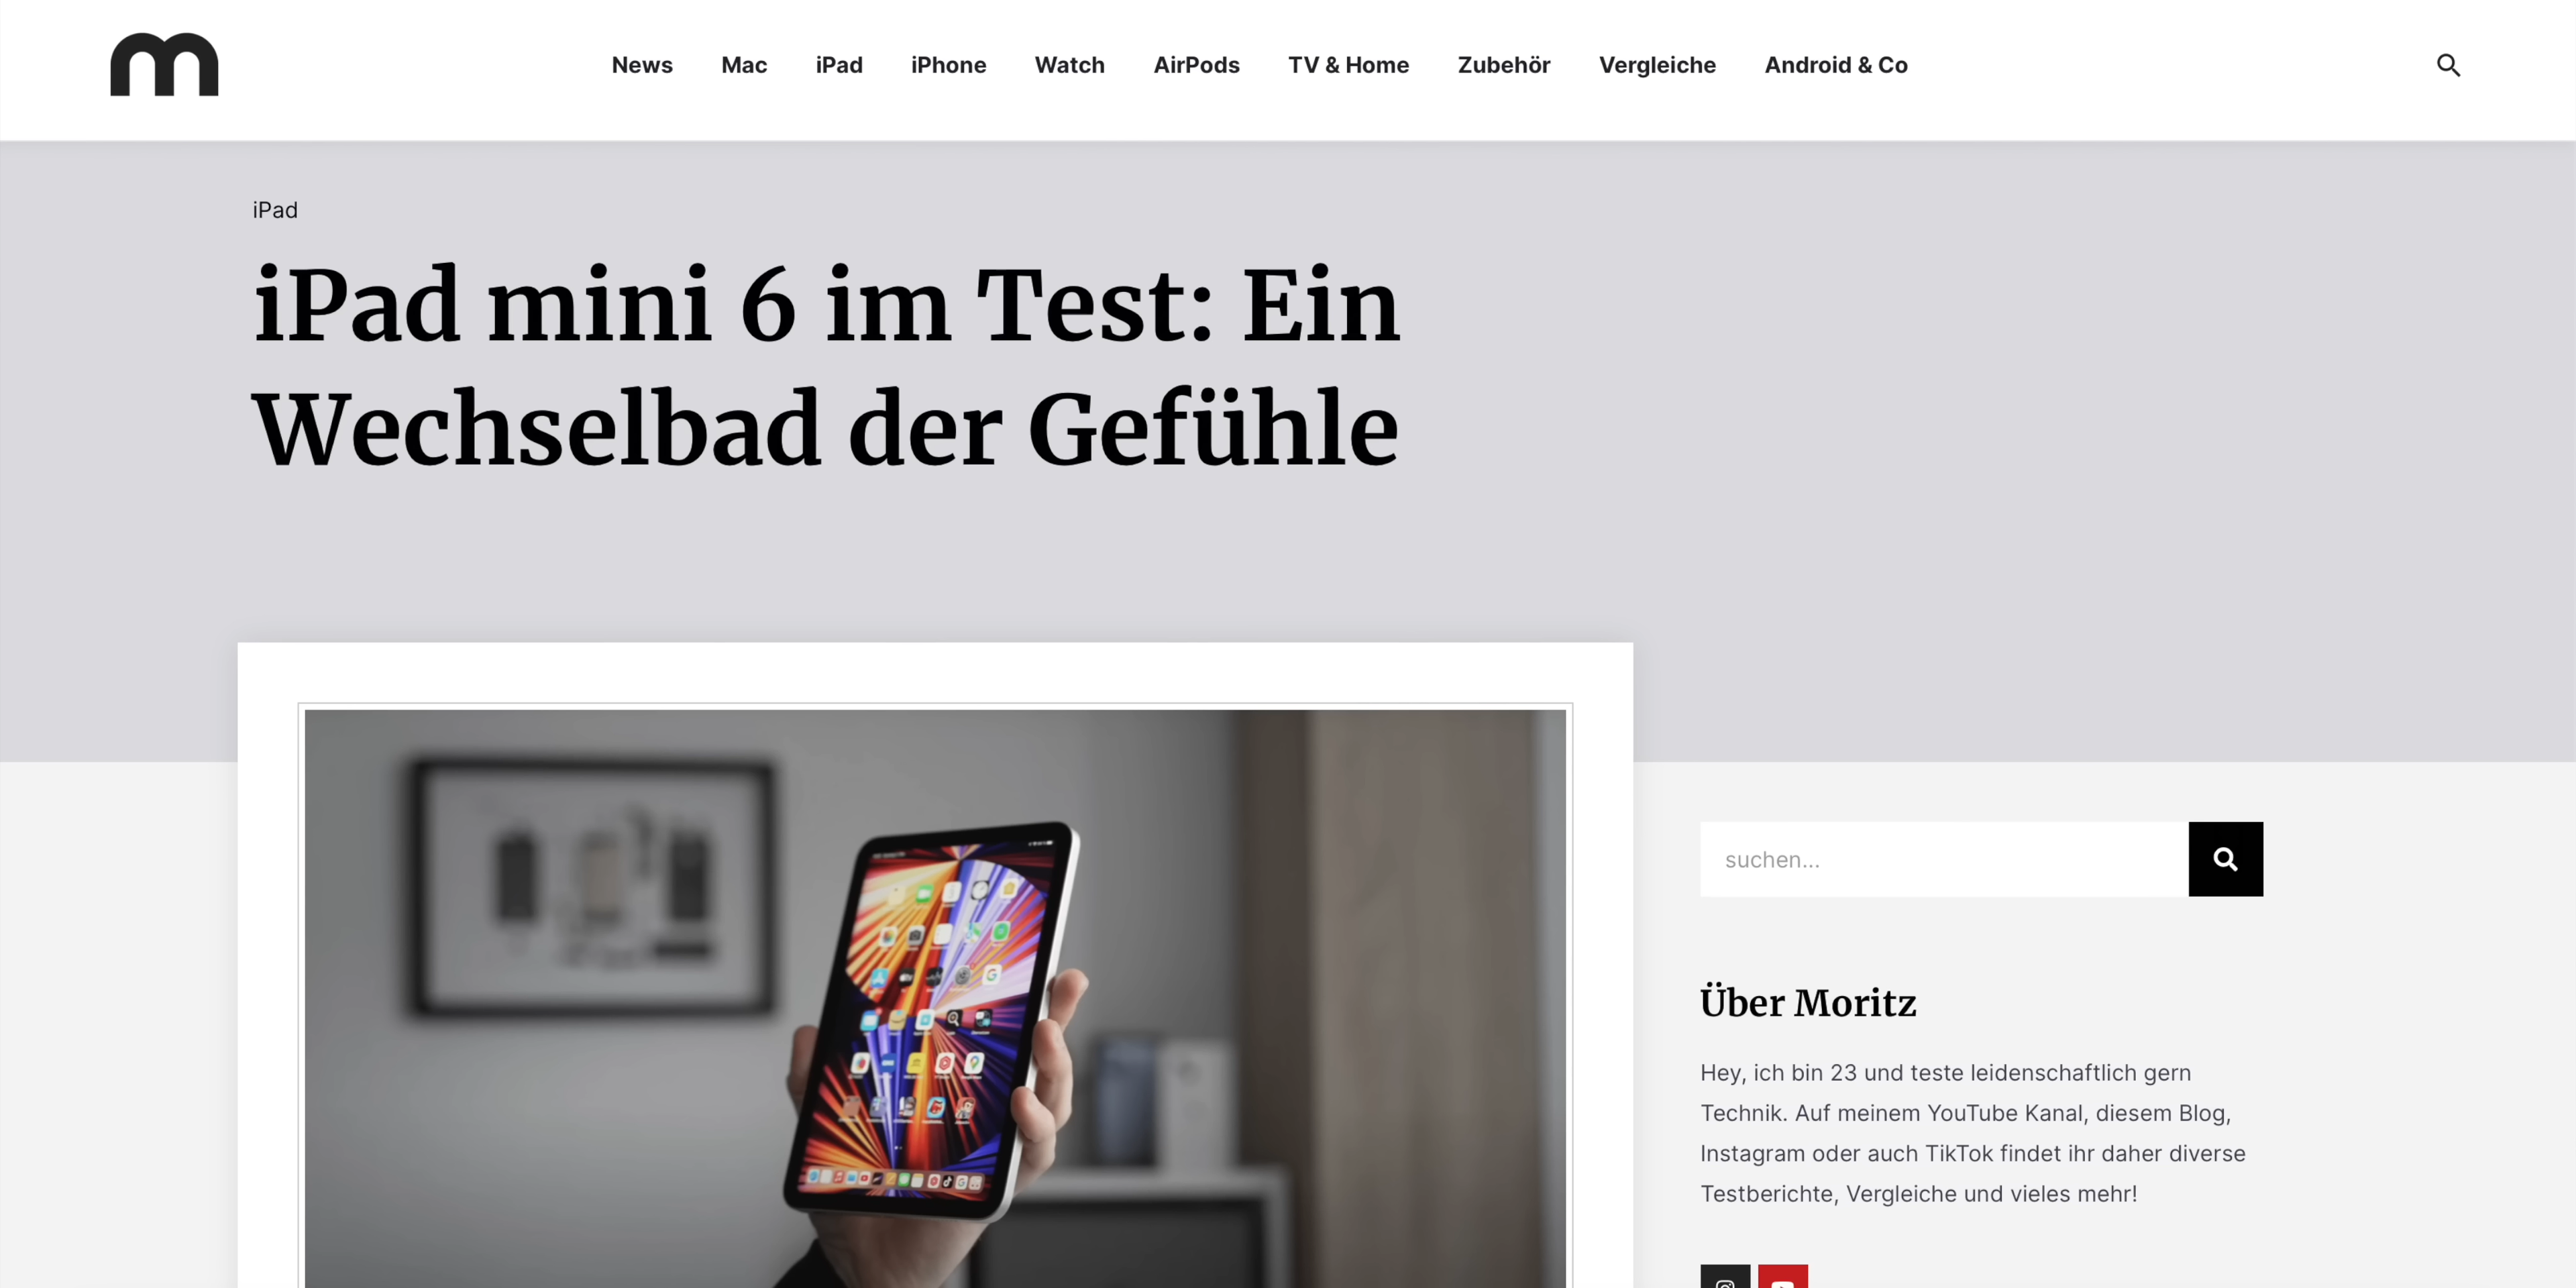 m
News Mac iPad iPhone Watch AirPods TV & Home Zubehör Vergleiche Android & Co
iPad
iPad mini 6 im Test: Ein
Wechselbad der Gefühle
suchen...
Über Moritz
Hey, ich bin 23 und teste leidenschaftlich gern
Technik. Auf meinem YouTube Kanal, diesem Blog,
Instagram oder auch TikTok findet ihr daher diverse
Testberichte, Vergleiche und vieles mehr!